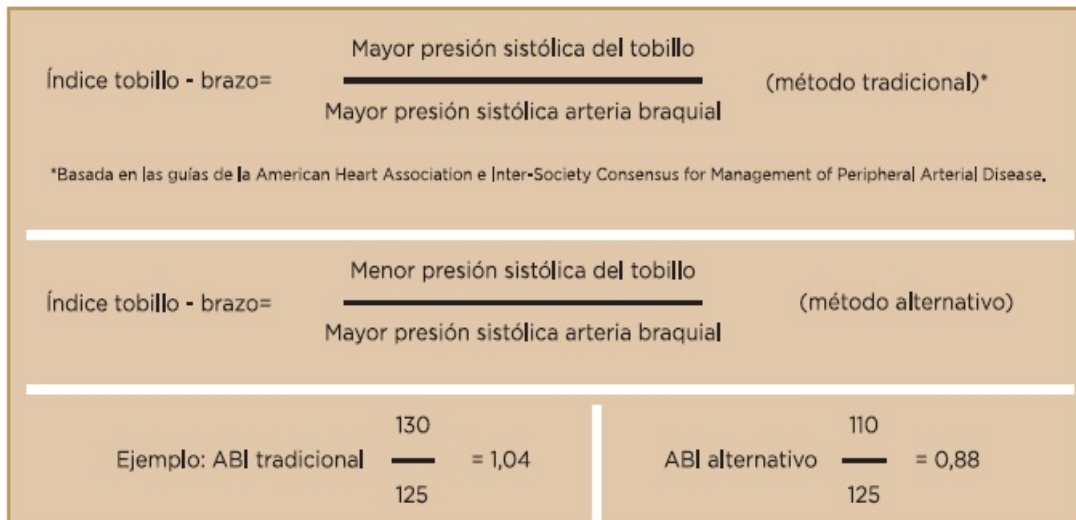 Mayor presión sistólica del tobillo
Índice tobillo - brazo= (método tradicional)*
Mayor presión sistólica arteria braquial
*Basada en las guías de la American Heart Association e Inter-Society Consensus for Management of Peripheral Arterial Disease.
Menor presión sistólica del tobillo
Índice tobillo - brazo= (método alternativo)
Mayor presión sistólica arteria braquial
130
Ejemplo: ABI tradicional = 1,04
125
110
ABI alternativo = 0,88
125